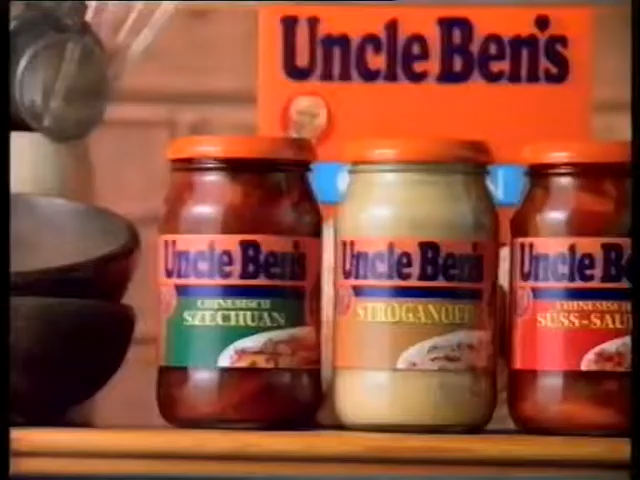 Uncle Ben's
Uncle Ben's
CHINESISCH
SZECHUAN
Uncle Ben's
STROGANOFF
Uncle Be
CHINESISCH
SÜSS-SAU